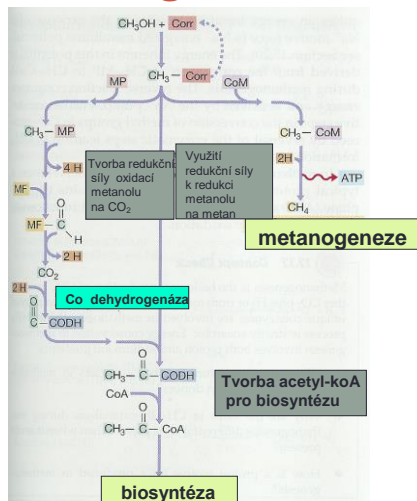 CH₃OH + Corr
CH₃— Corr
MP
CoM
CH₃— MP
CH₃— CoM
4 H
Tvorba redukční
síly oxidací
metanolu
na CO₂
Využití
redukční síly
k redukci
metanolu
na metan
2H
ATP
MF
O
MF—C
H
CH₄
metanogeneze
2 H
CO₂
2H
Co dehydrogenáza
O
C—CODH
O
CH₃—C—CODH
CoA
Tvorba acetyl-koA
pro biosyntézu
O
CH₃—C—CoA
biosyntéza